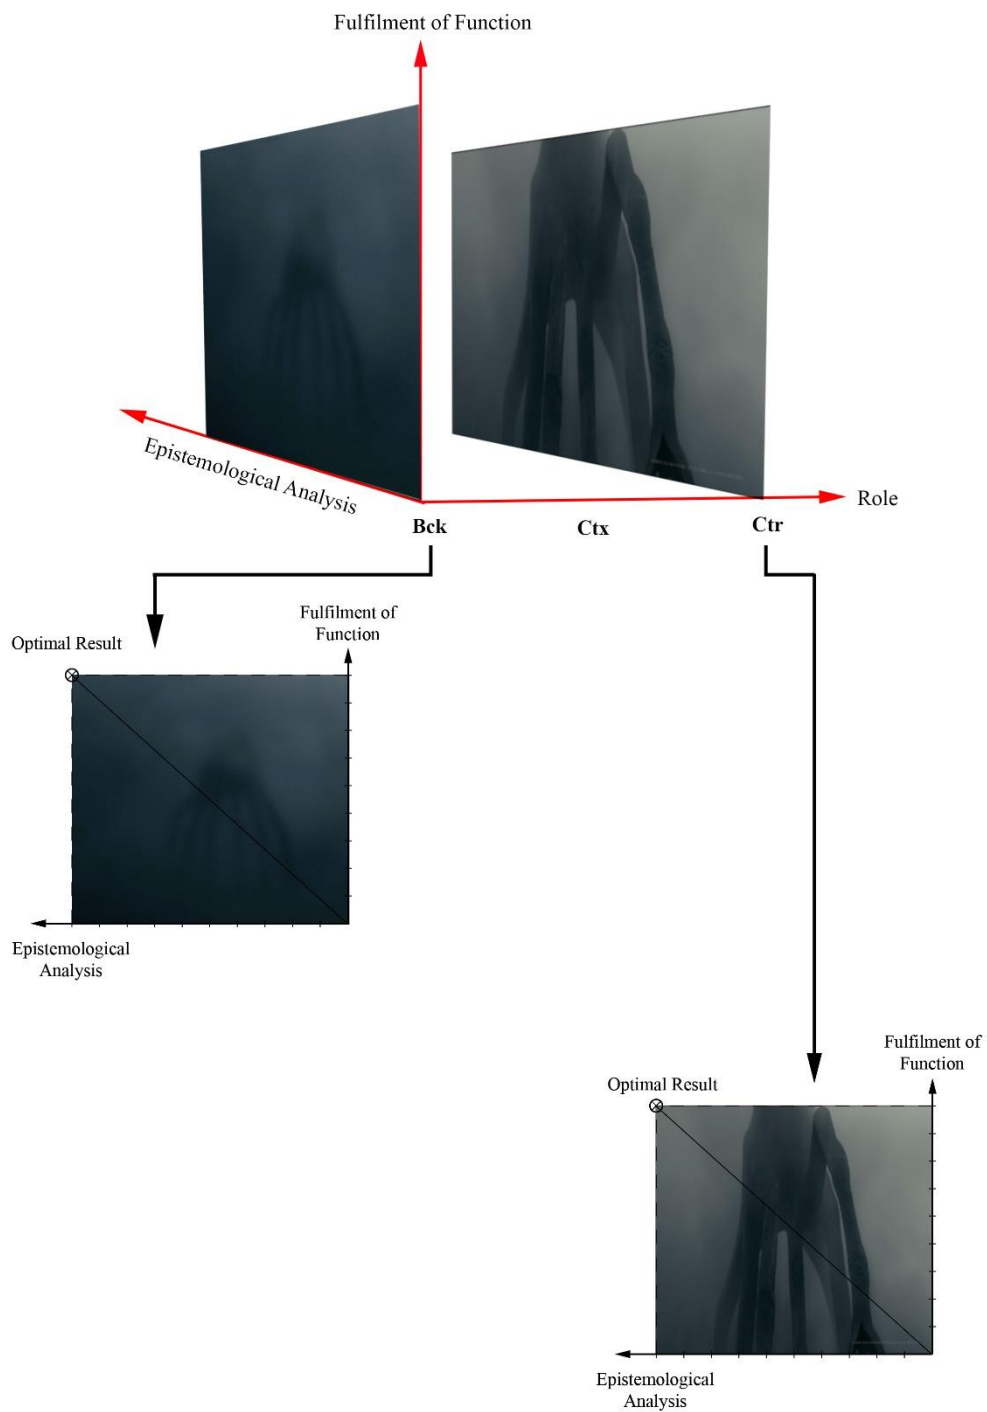 Fulfilment of Function
Epistemological Analysis
Role
Bck
Ctx
Ctr
Fulfilment of
Function
Optimal Result
Epistemological
Analysis
Fulfilment of
Function
Optimal Result
Epistemological
Analysis